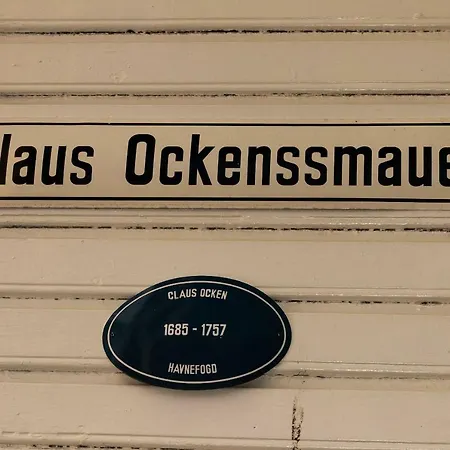 laus Ockenssmaue
CLAUS OCKEN
1685 - 1757
HAVNEFOGD